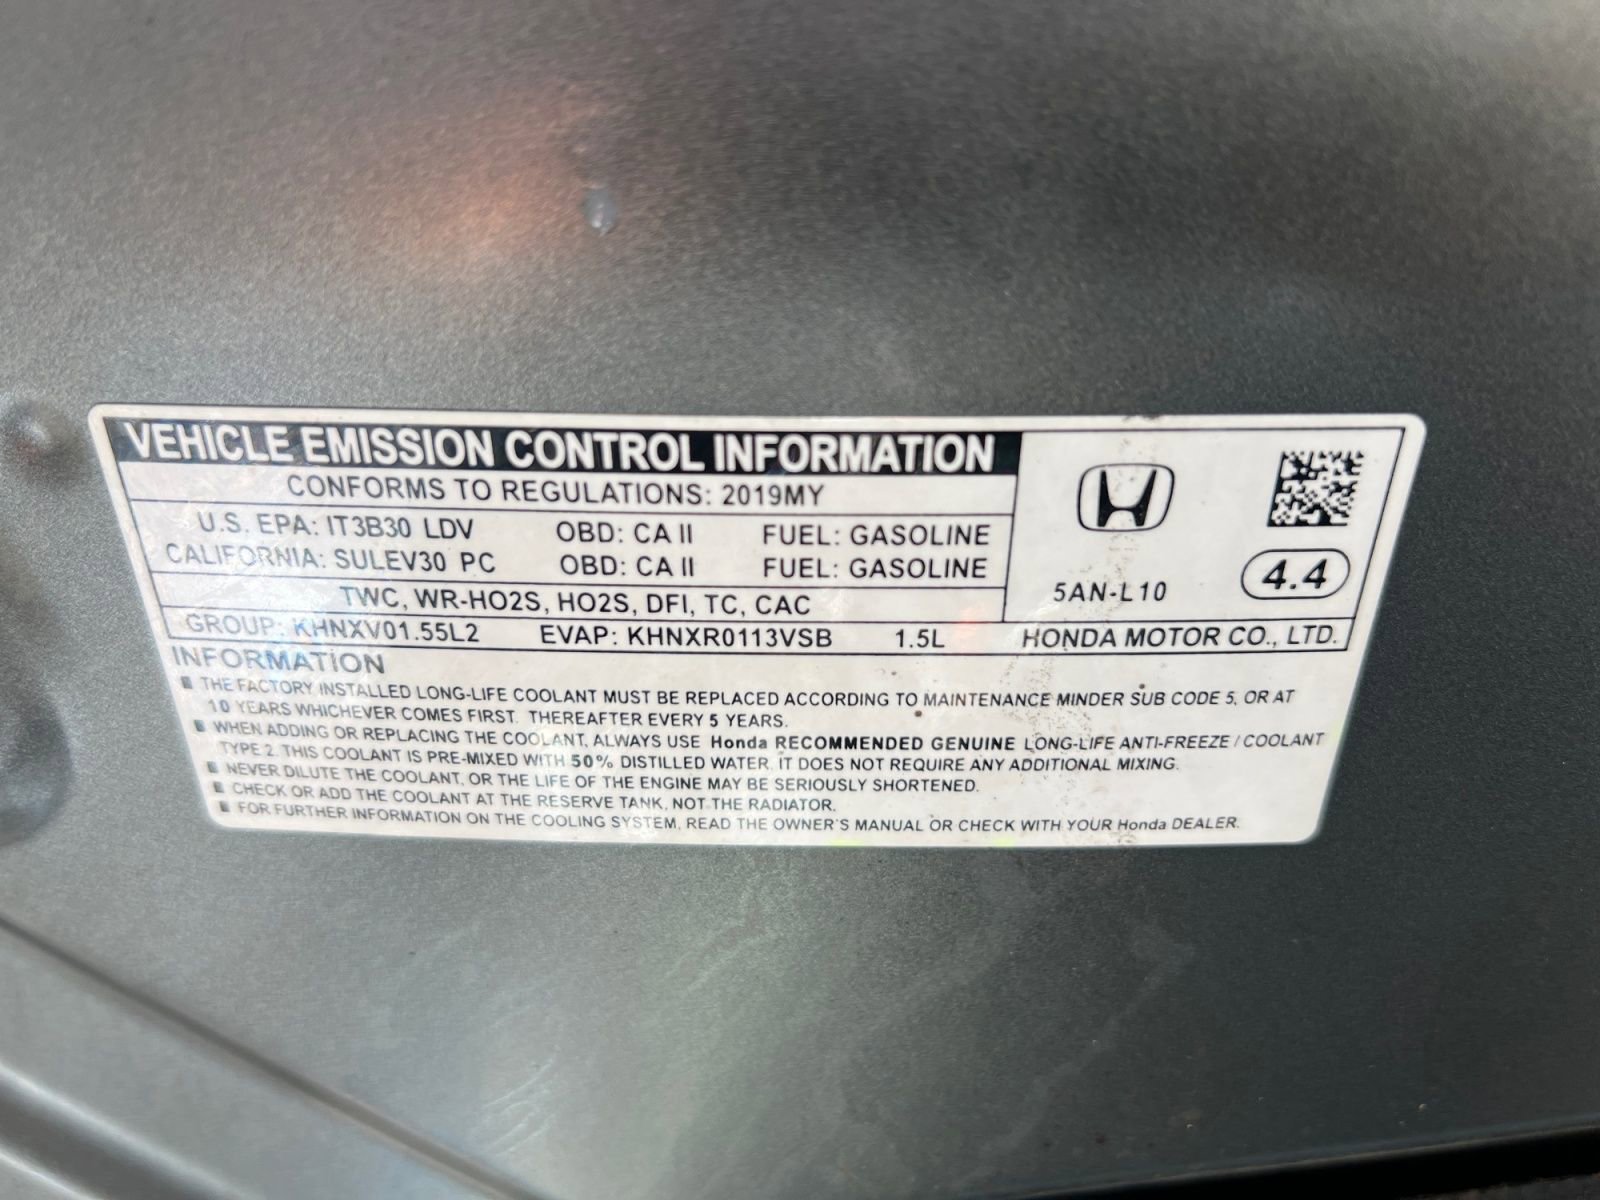 VEHICLE EMISSION CONTROL INFORMATION
CONFORMS TO REGULATIONS: 2019MY
U.S. EPA: IT3B30 LDV OBD: CA II FUEL: GASOLINE
CALIFORNIA: SULEV30 PC OBD: CA II FUEL: GASOLINE
TWC, WR-HO2S, HO2S, DFI, TC, CAC
5AN-L10 4.4
GROUP: KHNXV01.55L2 EVAP: KHNXR0113VSB 1.5L HONDA MOTOR CO., LTD.
INFORMATION
■ THE FACTORY INSTALLED LONG-LIFE COOLANT MUST BE REPLACED ACCORDING TO MAINTENANCE MINDER SUB CODE 5, OR AT
10 YEARS WHICHEVER COMES FIRST. THEREAFTER EVERY 5 YEARS.
■ WHEN ADDING OR REPLACING THE COOLANT, ALWAYS USE Honda RECOMMENDED GENUINE LONG-LIFE ANTI-FREEZE / COOLANT
TYPE 2. THIS COOLANT IS PRE-MIXED WITH 50% DISTILLED WATER. IT DOES NOT REQUIRE ANY ADDITIONAL MIXING.
■ NEVER DILUTE THE COOLANT, OR THE LIFE OF THE ENGINE MAY BE SERIOUSLY SHORTENED.
■ CHECK OR ADD THE COOLANT AT THE RESERVE TANK, NOT THE RADIATOR.
■ FOR FURTHER INFORMATION ON THE COOLING SYSTEM, READ THE OWNER'S MANUAL OR CHECK WITH YOUR Honda DEALER.